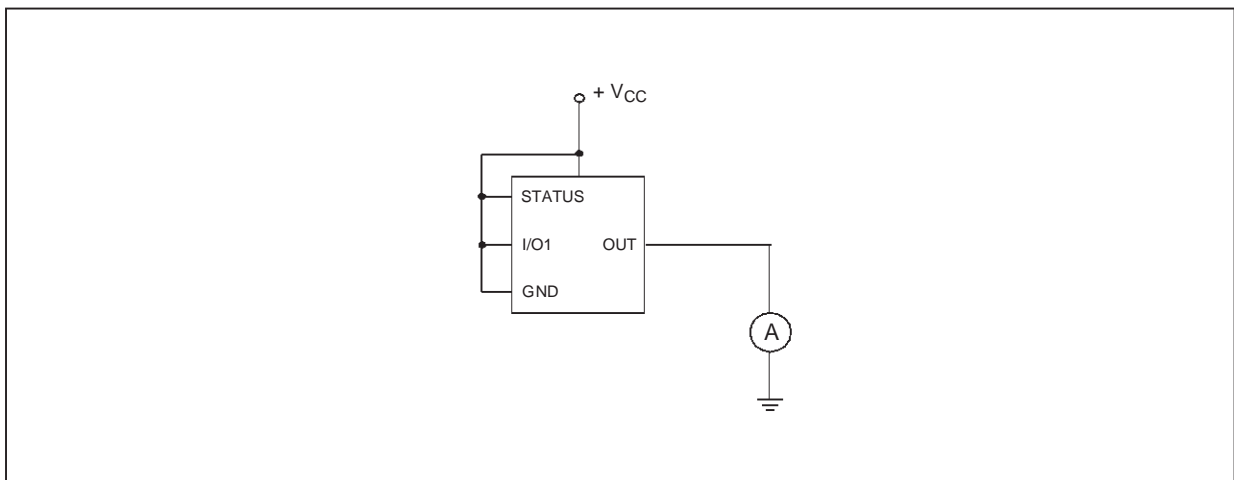 + VCC
STATUS
I/O1 OUT
GND
A